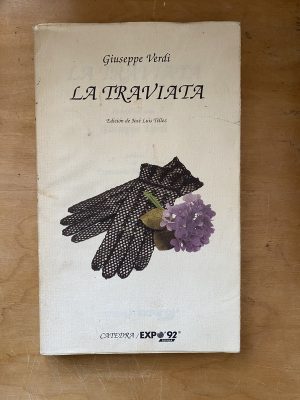 Giuseppe Verdi
LA TRAVIATA
Edición de José Luis Téllez
CATEDRA / EXPO'92®